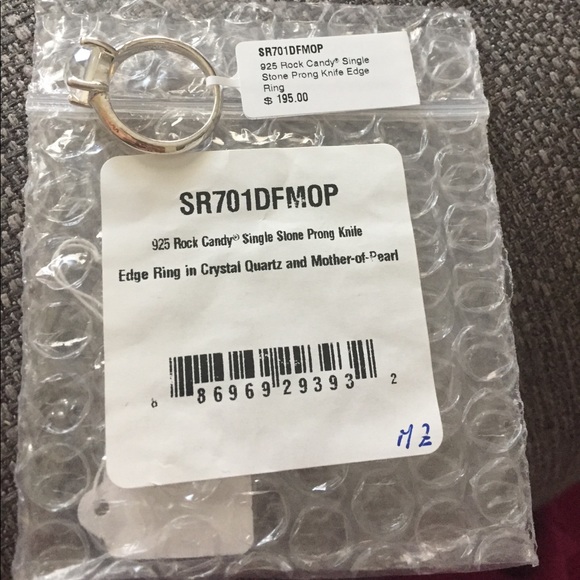 SR701DFMOP
925 Rock Candy® Single
Stone Prong Knife Edge
Ring
$ 195.00
SR701DFMOP
925 Rock Candy® Single Stone Prong Knife
Edge Ring in Crystal Quartz and Mother-of-Pearl
8 86969 29393 2
MZ